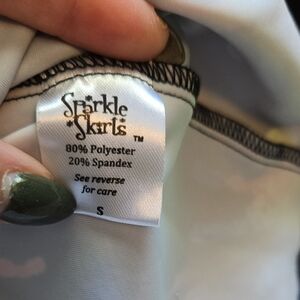 Sparkle
Skirts ™
80% Polyester
20% Spandex
See reverse
for care
S